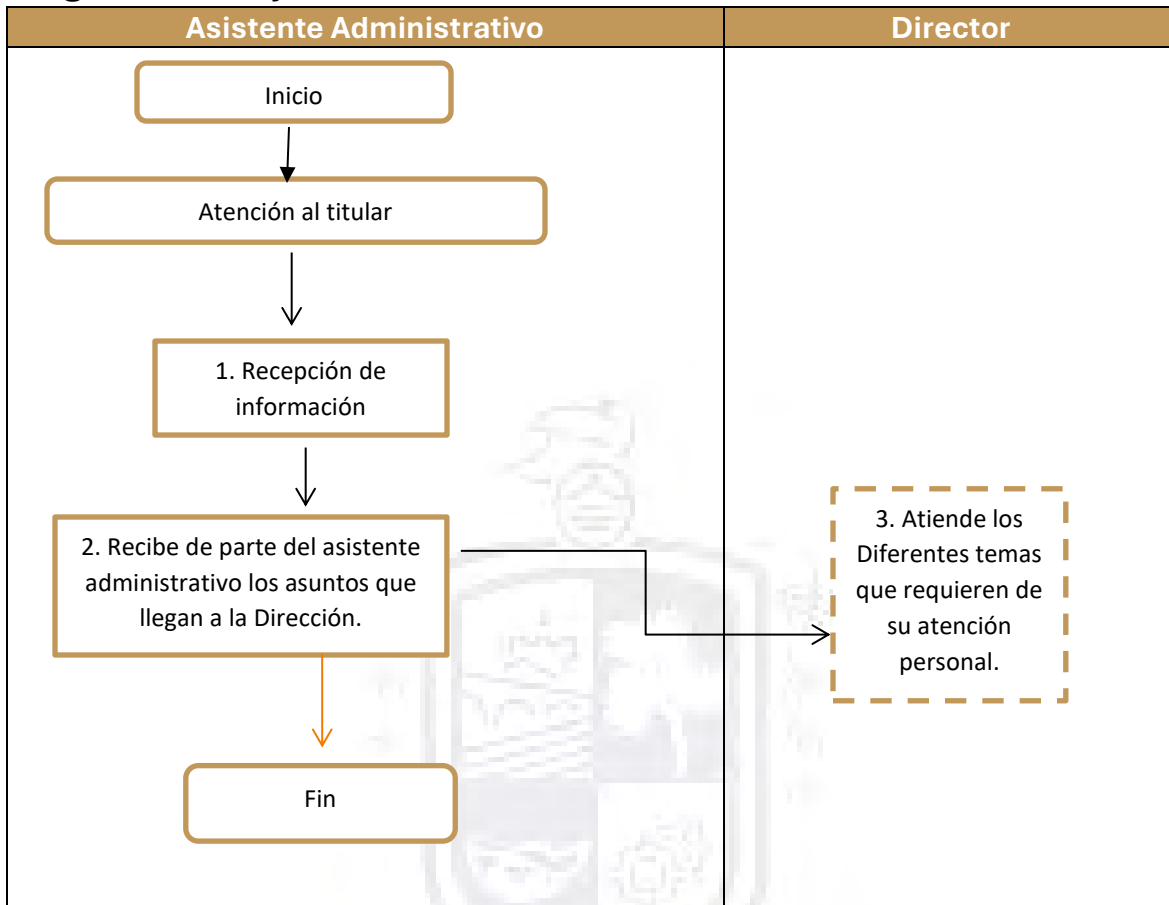 Asistente Administrativo
Director
Inicio
Atención al titular
1. Recepción de
información
2. Recibe de parte del asistente
administrativo los asuntos que
llegan a la Dirección.
3. Atiende los
Diferentes temas
que requieren de
su atención
personal.
Fin